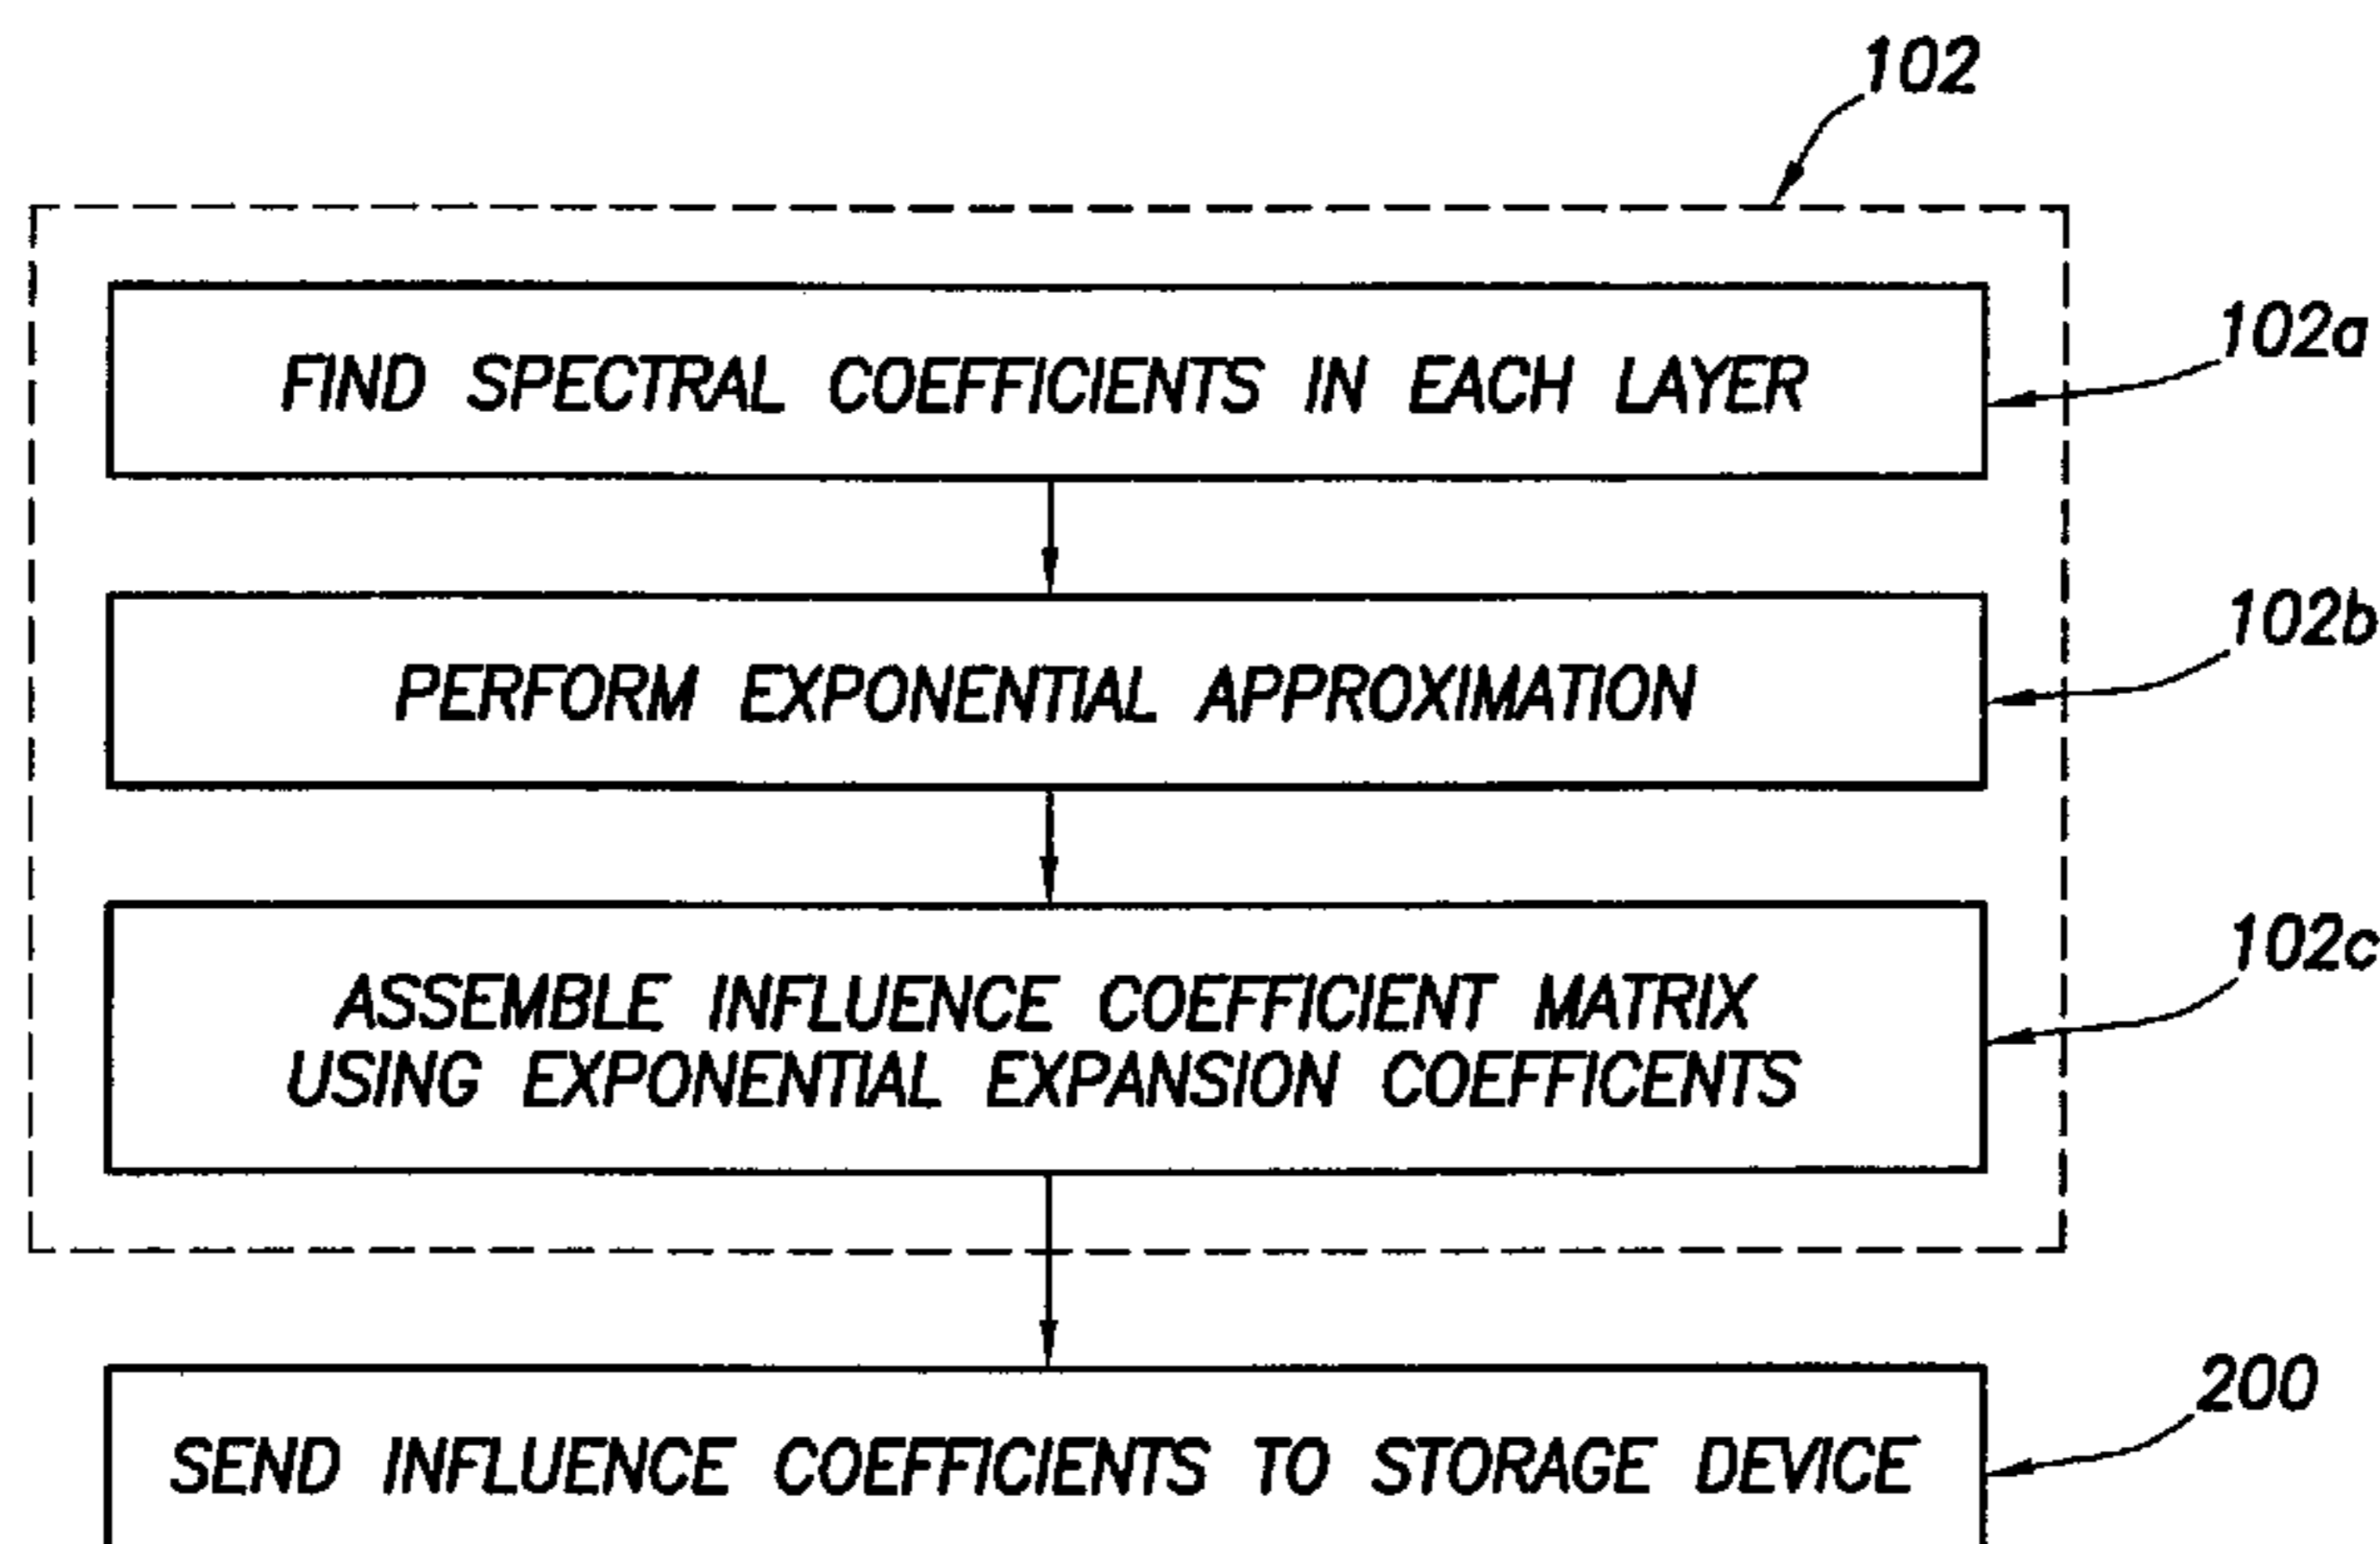 102
FIND SPECTRAL COEFFICIENTS IN EACH LAYER
102a
PERFORM EXPONENTIAL APPROXIMATION
102b
ASSEMBLE INFLUENCE COEFFICIENT MATRIX
USING EXPONENTIAL EXPANSION COEFFICENTS
102c
SEND INFLUENCE COEFFICIENTS TO STORAGE DEVICE
200